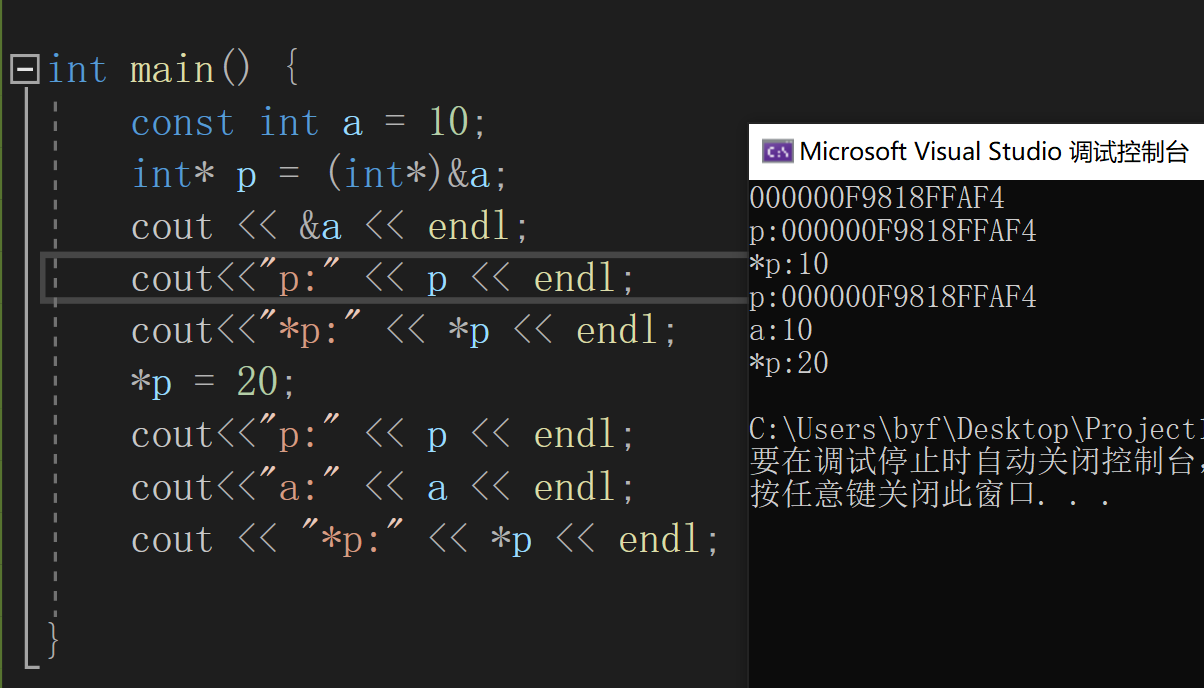 int main() {
const int a = 10;
int* p = (int*)&a;
cout << &a << endl;
cout<<"p:" << p << endl;
cout<<"*p:" << *p << endl;
*p = 20;
cout<<"p:" << p << endl;
cout<<"a:" << a << endl;
cout << "*p:" << *p << endl;
}
Microsoft Visual Studio 调试控制台
000000F9818FFAF4
p:000000F9818FFAF4
*p:10
p:000000F9818FFAF4
a:10
*p:20
C:\Users\byf\Desktop\Project1
要在调试停止时自动关闭控制台,
按任意键关闭此窗口. . .